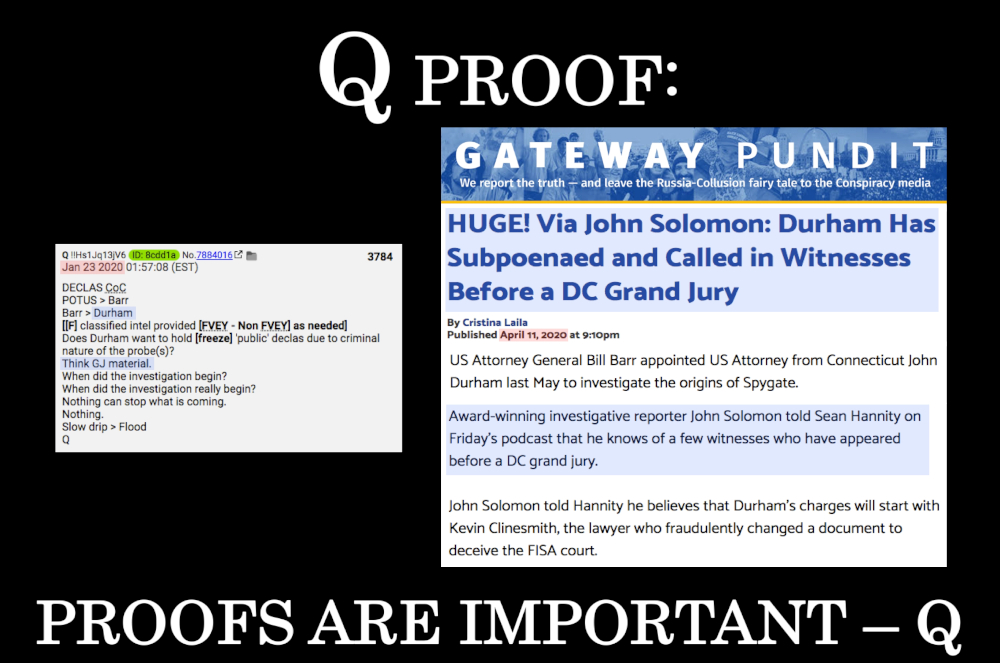 Q PROOF:
GATEWAY PUNDIT
We report the truth — and leave the Russia-Collusion fairy tale to the Conspiracy media
HUGE! Via John Solomon: Durham Has
Subpoenaed and Called in Witnesses
Before a DC Grand Jury
By Cristina Laila
Published April 11, 2020 at 9:10pm
US Attorney General Bill Barr appointed US Attorney from Connecticut John
Durham last May to investigate the origins of Spygate.
Award-winning investigative reporter John Solomon told Sean Hannity on
Friday's podcast that he knows of a few witnesses who have appeared
before a DC grand jury.
John Solomon told Hannity he believes that Durham's charges will start with
Kevin Clinesmith, the lawyer who fraudulently changed a document to
deceive the FISA court.
Q !!Hs1Jq13jV6 ID: 8cdd1a No.7884016 3784
Jan 23 2020 01:57:08 (EST)
DECLAS CoC
POTUS > Barr
Barr > Durham
[[F] classified intel provided [FVEY - Non FVEY] as needed]
Does Durham want to hold [freeze] 'public' declas due to criminal
nature of the probe(s)?
Think GJ material.
When did the investigation begin?
When did the investigation really begin?
Nothing can stop what is coming.
Nothing.
Slow drip > Flood
Q
PROOFS ARE IMPORTANT – Q